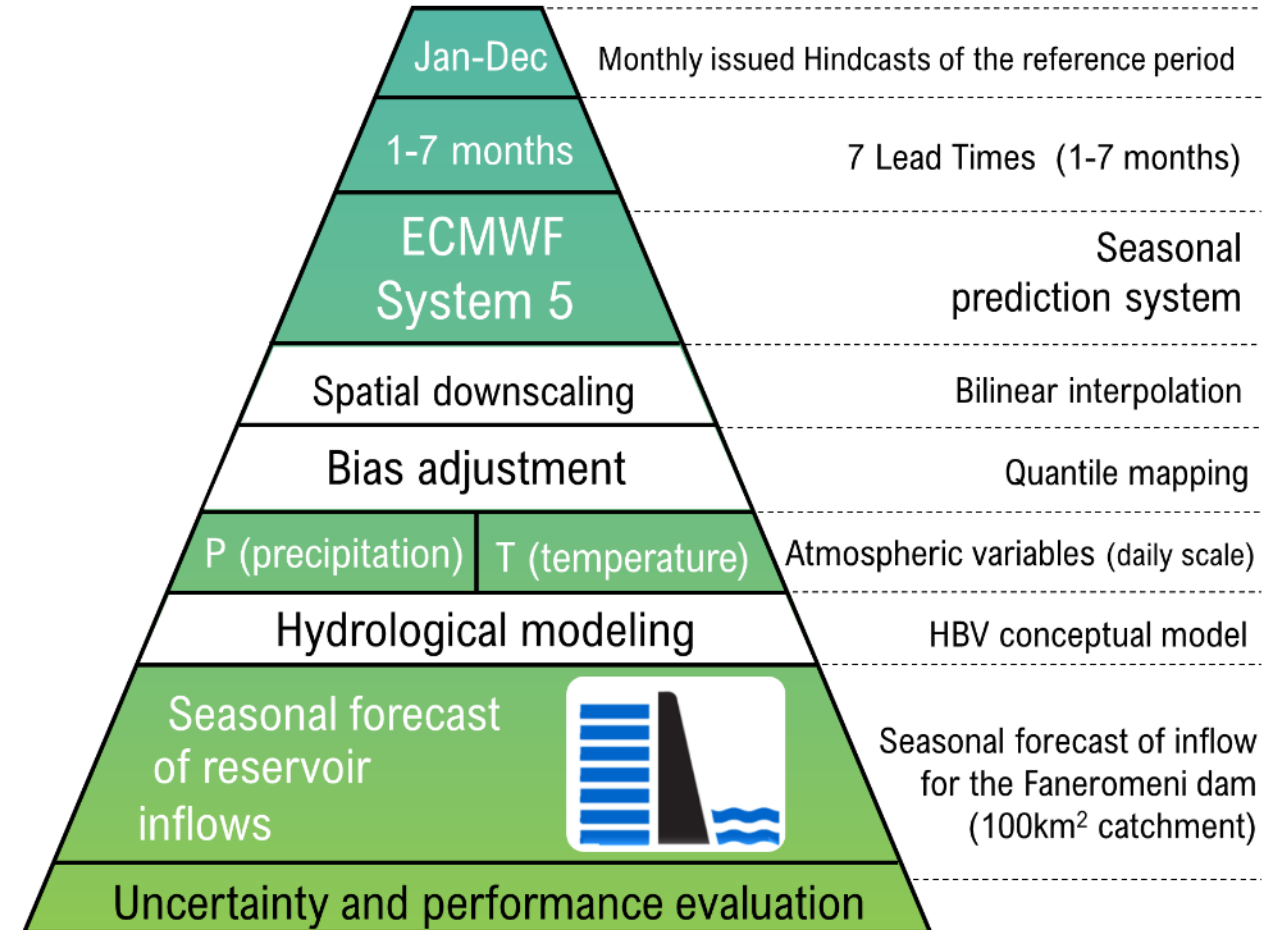 Jan-Dec
Monthly issued Hindcasts of the reference period
1-7 months
7 Lead Times (1-7 months)
ECMWF
System 5
Seasonal
prediction system
Spatial downscaling
Bilinear interpolation
Bias adjustment
Quantile mapping
P (precipitation)
T (temperature)
Atmospheric variables (daily scale)
Hydrological modeling
HBV conceptual model
Seasonal forecast
of reservoir
inflows
Seasonal forecast of inflow
for the Faneromeni dam
(100km² catchment)
Uncertainty and performance evaluation